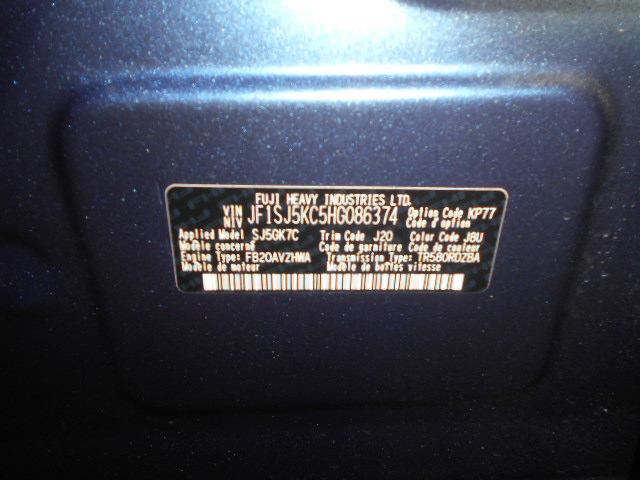 FUJI HEAVY INDUSTRIES LTD.
VIN NIV JF1SJ5KC5HG086374 Option Code KP77
Code d'option
Applied Model SJ5GK7C Trim Code J20 Color Code J8U
Modèle concerné Code de garniture Code de couleur
Engine Type: FB20AVZHWA Transmission Type: TR580RDZBA
Modèle de moteur Modèle de boîtes vitesse